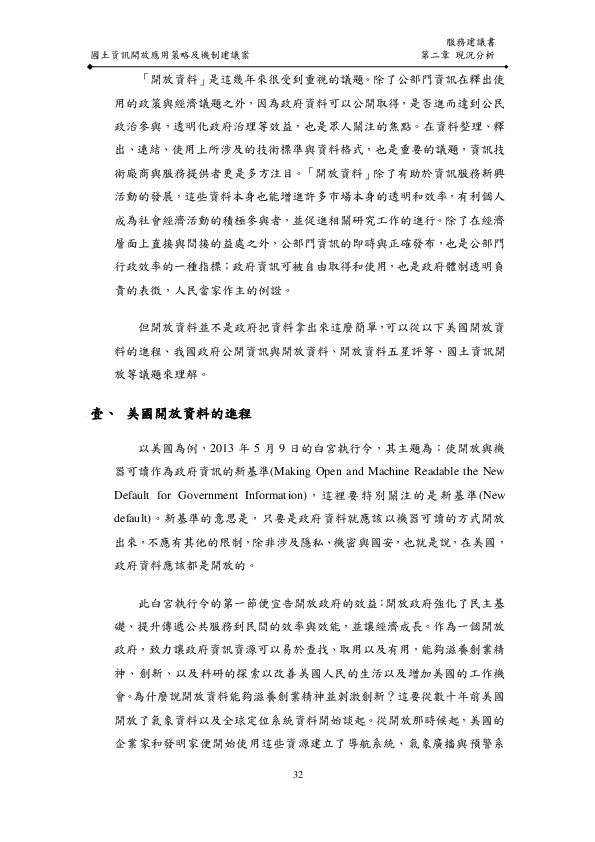 服務建議書
國土資訊開放應用策略及機制建議案 第二章 現況分析
「開放資料」是這幾年來很受到重視的議題。除了公部門資訊在釋出使
用的政策與經濟議題之外，因為政府資料可以公開取得，是否進而達到公民
政治參與，透明化政府治理等效益，也是眾人關注的焦點。在資料整理、釋
出、連結、使用上所涉及的技術標準與資料格式，也是重要的議題，資訊技
術廠商與服務提供者更是多方注目。「開放資料」除了有助於資訊服務新興
活動的發展，這些資料本身也能增進許多市場本身的透明和效率，有利個人
成為社會經濟活動的積極參與者，並促進相關研究工作的進行。除了在經濟
層面上直接與間接的益處之外，公部門資訊的即時與正確發布，也是公部門
行政效率的一種指標；政府資訊可被自由取得和使用，也是政府體制透明負
責的表徵，人民當家作主的例證。
但開放資料並不是政府把資料拿出來這麼簡單，可以從以下美國開放資
料的進程、我國政府公開資訊與開放資料、開放資料五星評等、國土資訊開
放等議題來理解。
壹、 美國開放資料的進程
以美國為例，2013 年 5 月 9 日的白宮執行令，其主題為：使開放與機
器可讀作為政府資訊的新基準(Making Open and Machine Readable the New
Default for Government Information)，這裡要特別關注的是新基準(New
default)。新基準的意思是，只要是政府資料就應該以機器可讀的方式開放
出來，不應有其他的限制，除非涉及隱私、機密與國安，也就是說，在美國，
政府資料應該都是開放的。
此白宮執行令的第一節便宣告開放政府的效益：開放政府強化了民主基
礎、提升傳遞公共服務到民間的效率與效能，並讓經濟成長。作為一個開放
政府，致力讓政府資訊資源可以易於查找、取用以及有用，能夠滋養創業精
神、創新、以及科研的探索以改善美國人民的生活以及增加美國的工作機
會。為什麼說開放資料能夠滋養創業精神並刺激創新？這要從數十年前美國
開放了氣象資料以及全球定位系統資料開始談起。從開放那時候起，美國的
企業家和發明家便開始使用這些資源建立了導航系統、氣象廣播與預警系
32